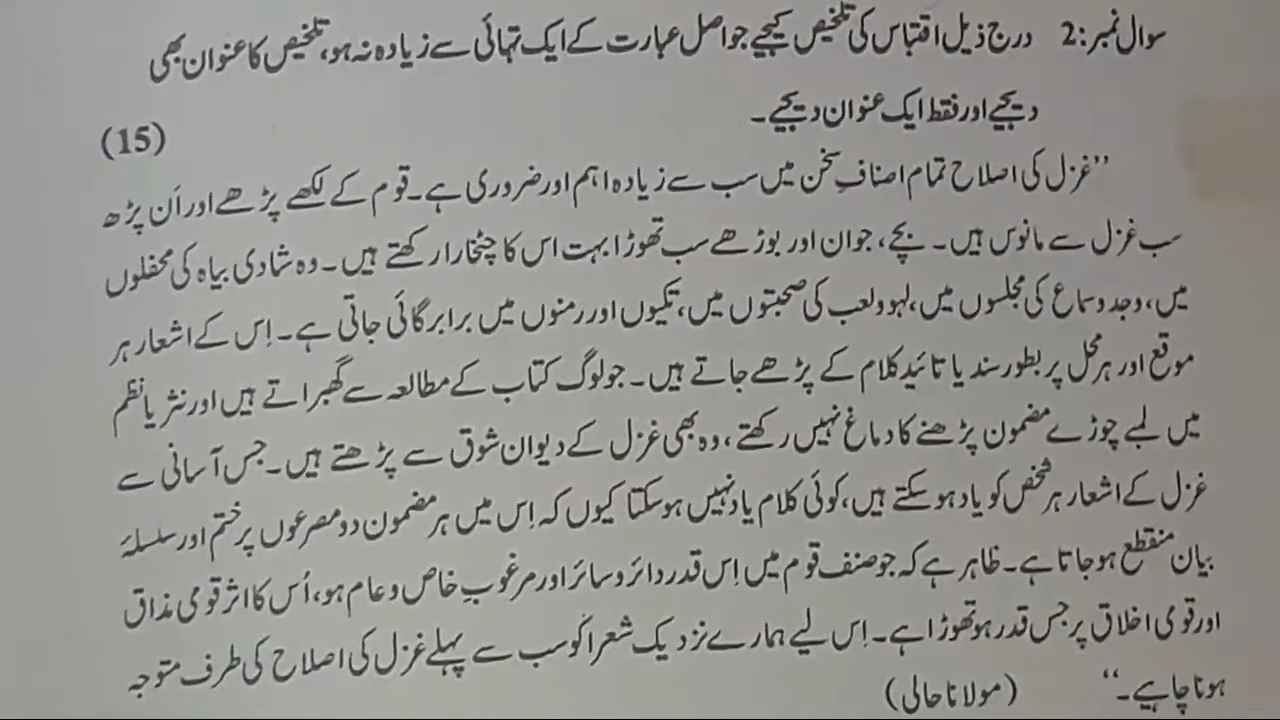 سوال نمبر:2 درج ذیل اقتباس کی تلخیص کیجیے جو اصل عبارت کے ایک تہائی سے زیادہ نہ ہو، تلخیص کا عنوان بھی
دیجیے اور فقط ایک عنوان دیجیے۔ (15)
”غزل کی اصلاح تمام اصنافِ سخن میں سب سے زیادہ اہم اور ضروری ہے۔ قوم کے لکھے پڑھے اور اَن پڑھ
سب غزل سے مانوس ہیں۔ بچے، جوان اور بوڑھے سب تھوڑا بہت اس کا چٹخارا رکھتے ہیں۔ وہ شادی بیاہ کی محفلوں
میں، وجد و سماع کی مجلسوں میں، لہو و لعب کی صحبتوں میں، تکیوں اور رمنوں میں برابر گائی جاتی ہے۔ اِس کے اشعار ہر
موقع اور ہر محل پر بطور سند یا تائیدِ کلام کے پڑھے جاتے ہیں۔ جو لوگ کتاب کے مطالعہ سے گھبراتے ہیں اور نثر یا نظم
میں لمبے چوڑے مضمون پڑھنے کا دماغ نہیں رکھتے، وہ بھی غزل کے دیوان شوق سے پڑھتے ہیں۔ جس آسانی سے
غزل کے اشعار ہر شخص کو یاد ہو سکتے ہیں، کوئی کلام یاد نہیں ہو سکتا کیوں کہ اِس میں ہر مضمون دو مصرعوں پر ختم اور سلسلۂ
بیان منقطع ہو جاتا ہے۔ ظاہر ہے کہ جو صنف قوم میں اِس قدر دائر و سائر اور مرغوبِ خاص و عام ہو، اُس کا اثر قومی مذاق
اور قومی اخلاق پر جس قدر ہو تھوڑا ہے۔ اِس لیے ہمارے نزدیک شعرا کو سب سے پہلے غزل کی اصلاح کی طرف متوجہ
ہونا چاہیے۔“ (مولانا حالی)